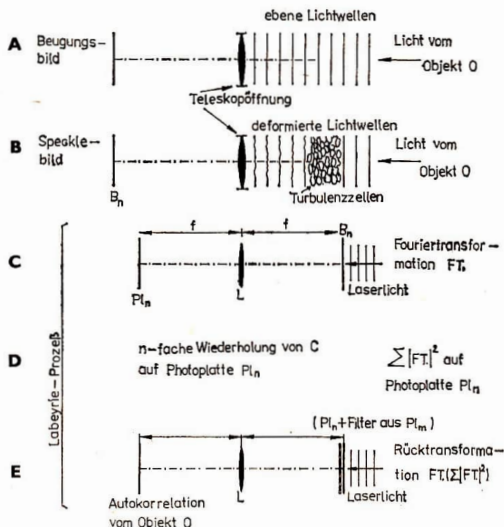 ebene Lichtwellen
A
Beugungs-
bild
Licht vom
Objekt O
Teleskopöffnung
deformierte Lichtwellen
B
Speckle-
bild
Licht vom
Objekt O
Bn
Turbulenzzellen
f
f
Bn
C
Fouriertransfor-
mation FT.
Pln
L
Laserlicht
D
n-fache Wiederholung von C
auf Photoplatte Pln
∑|FT.|² auf
Photoplatte Pln
Labeyrie-Prozeß
(Pln+Filter aus Plm)
E
Rücktransforma-
tion FT.(∑|FT.|²)
L
Laserlicht
Autokorrelation
vom Objekt O